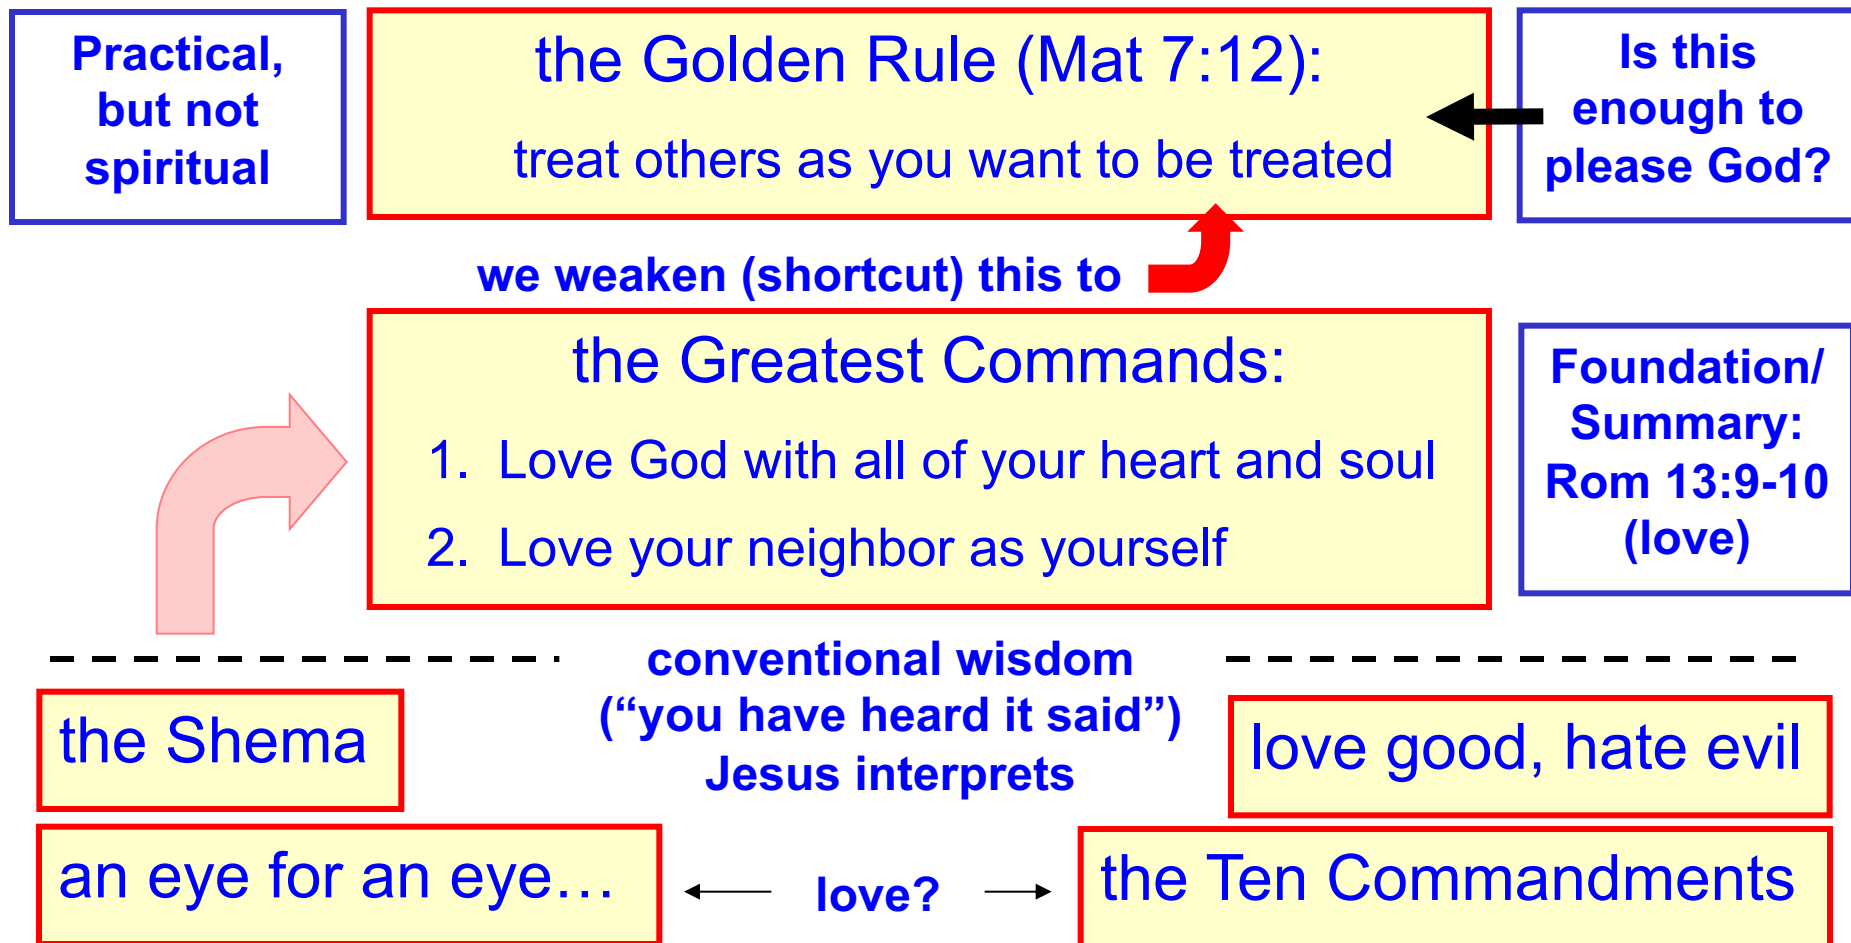 Practical,
but not
spiritual
the Golden Rule (Mat 7:12):
treat others as you want to be treated
Is this
enough to
please God?
we weaken (shortcut) this to
the Greatest Commands:
1. Love God with all of your heart and soul
2. Love your neighbor as yourself
Foundation/
Summary:
Rom 13:9-10
(love)
conventional wisdom
(“you have heard it said”)
Jesus interprets
the Shema
love good, hate evil
an eye for an eye…
love?
the Ten Commandments